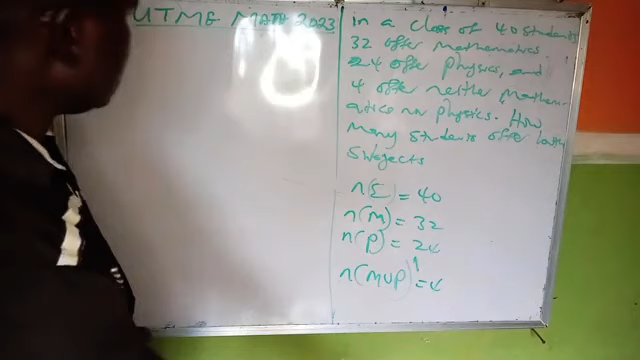 UTME MATH 2023
in a class of 40 students
32 offer mathematics
24 offer physics, and
4 offer neither Mathem-
atics nor physics. How
many students offer both
subjects
n(Σ) = 40
n(M) = 32
n(P) = 24
n(MUP)' = 4